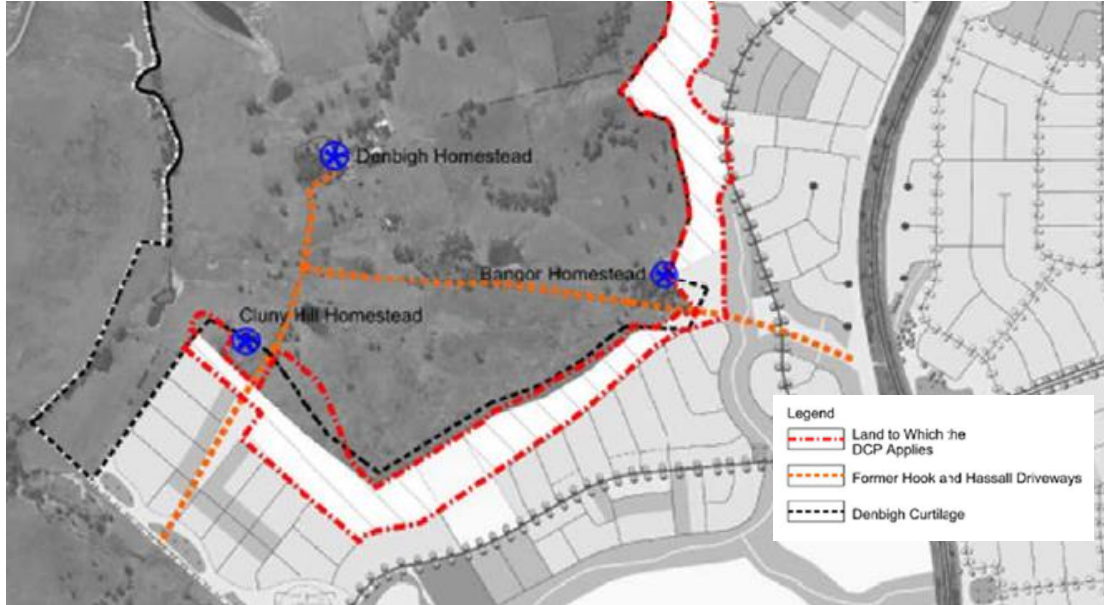 Denbigh Homestead
Bangor Homestead
Cluny Hill Homestead
Legend
Land to Which the
DCP Applies
Former Hook and Hassall Driveways
Denbigh Curtilage